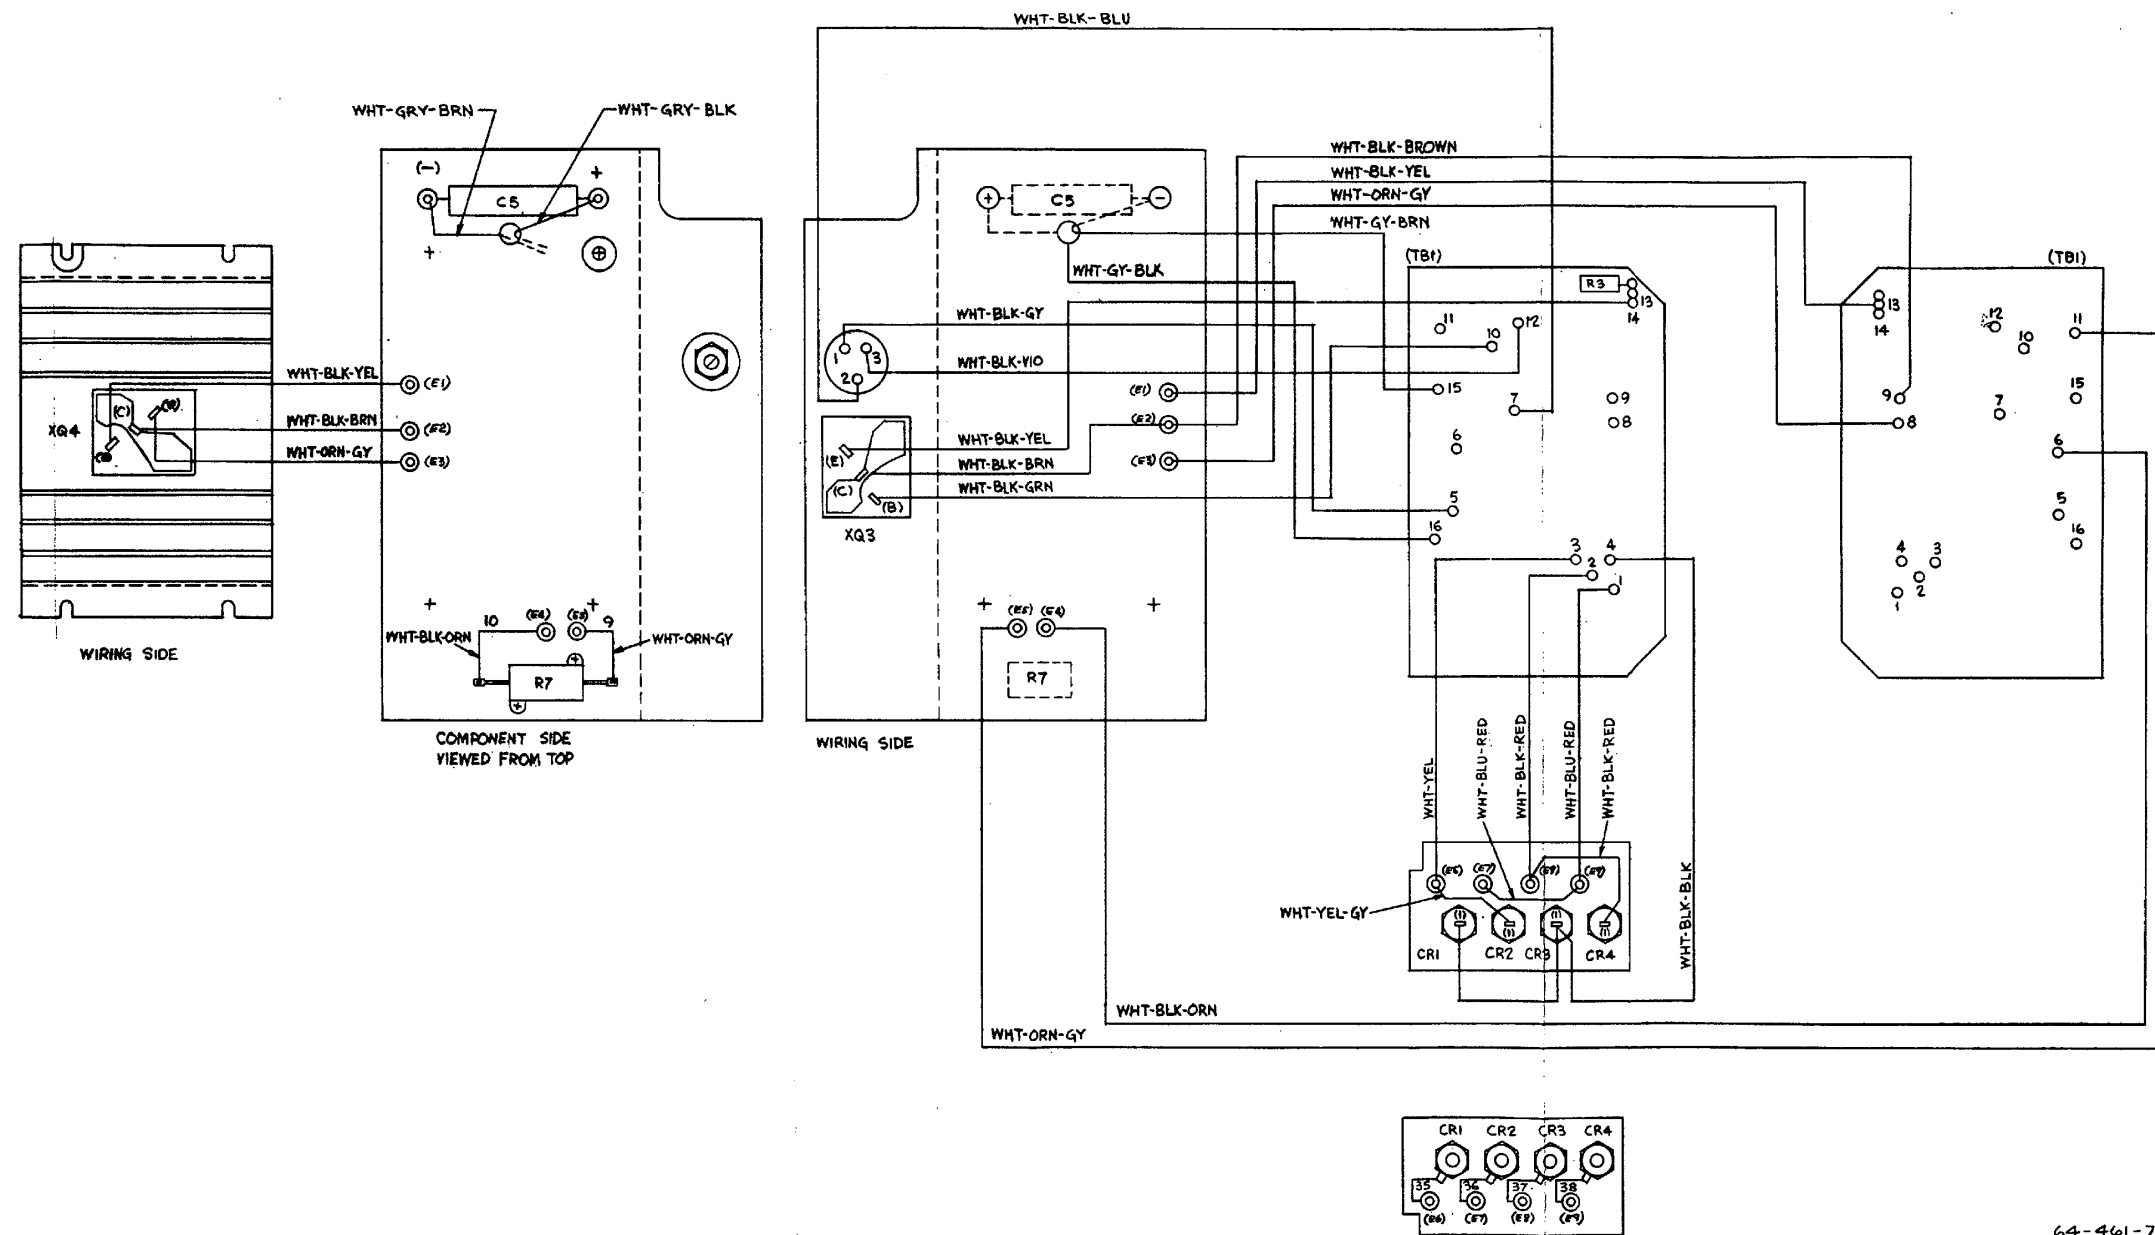 WHT-BLK-BLU
WHT-GRY-BRN
WHT-GRY-BLK
(-)
+
C5
+
+
+
WHT-BLK-YEL
(E1)
WHT-BLK-BRN
(E2)
WHT-ORN-GY
(E3)
XQ4
(C)
WIRING SIDE
10
(E4)
(E5)
9
WHT-BLK-ORN
WHT-ORN-GY
R7
COMPONENT SIDE
VIEWED FROM TOP
+
C5
-
WHT-GY-BLK
WHT-BLK-GY
1
3
2
WHT-BLK-VIO
(E1)
(E2)
(E3)
WHT-BLK-YEL
WHT-BLK-BRN
WHT-BLK-GRN
(E)
(C)
(B)
XQ3
+
+
(E5)
(E4)
R7
WIRING SIDE
WHT-BLK-BROWN
WHT-BLK-YEL
WHT-ORN-GY
WHT-GY-BRN
(TB1)
R3
13
14
11
10
12
15
7
9
8
6
5
16
3
4
2
1
(TB1)
13
14
12
10
11
9
8
7
15
6
5
16
4
3
2
1
WHT-YEL
WHT-BLU-RED
WHT-BLK-RED
WHT-BLU-RED
WHT-BLK-RED
WHT-BLK-BLK
(E7)
(E9)
WHT-YEL-GY
CR1
CR2
CR3
CR4
WHT-BLK-ORN
WHT-ORN-GY
CR1
CR2
CR3
CR4
35
36
37
38
(E6)
(E7)
(E8)
(E9)
64-461-7